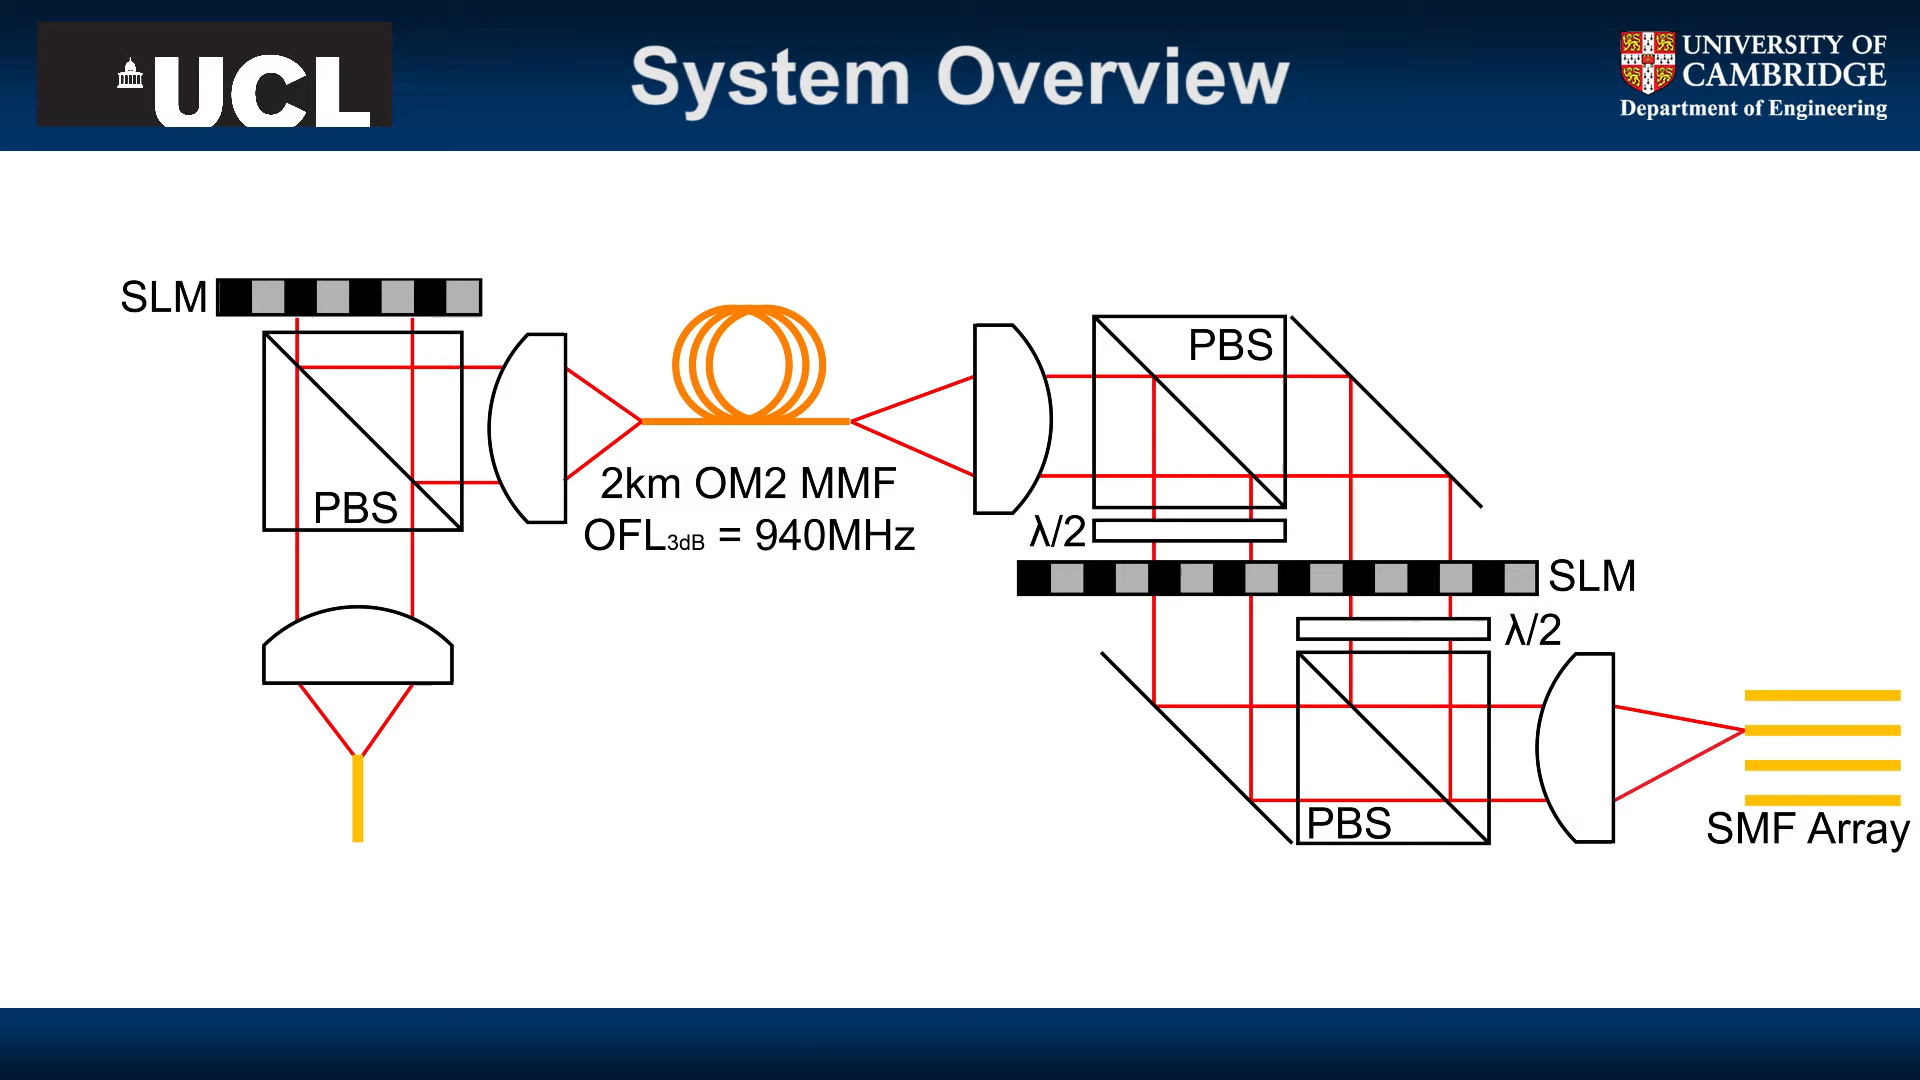 UCL
System Overview
UNIVERSITY OF
CAMBRIDGE
Department of Engineering
SLM
PBS
2km OM2 MMF
OFL3dB = 940MHz
PBS
λ/2
SLM
λ/2
PBS
SMF Array